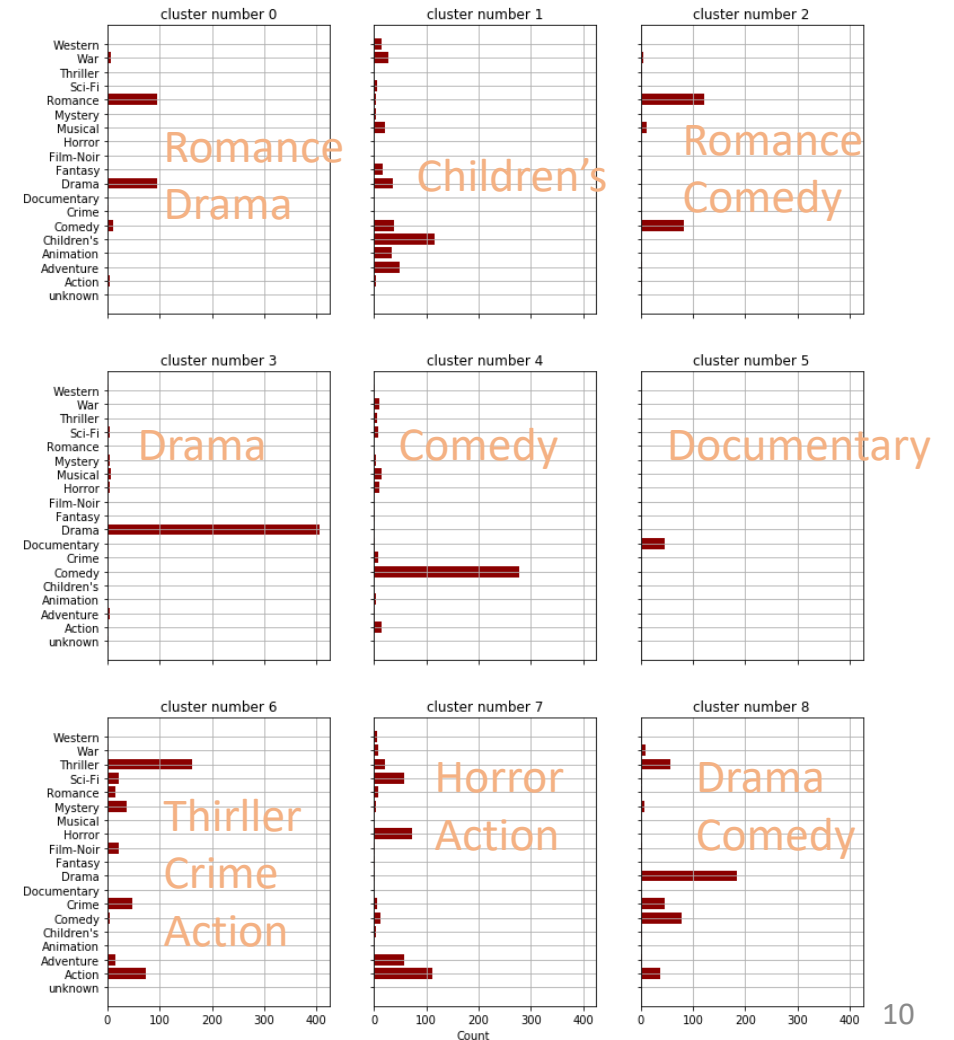 cluster number 0
cluster number 1
cluster number 2
Western
War
Thriller
Sci-Fi
Romance
Mystery
Musical
Horror
Film-Noir
Fantasy
Drama
Documentary
Crime
Comedy
Children's
Animation
Adventure
Action
unknown
Romance
Drama
Children’s
Romance
Comedy
cluster number 3
cluster number 4
cluster number 5
Western
War
Thriller
Sci-Fi
Romance
Mystery
Musical
Horror
Film-Noir
Fantasy
Drama
Documentary
Crime
Comedy
Children's
Animation
Adventure
Action
unknown
Drama
Comedy
Documentary
cluster number 6
cluster number 7
cluster number 8
Western
War
Thriller
Sci-Fi
Romance
Mystery
Musical
Horror
Film-Noir
Fantasy
Drama
Documentary
Crime
Comedy
Children's
Animation
Adventure
Action
unknown
Thirller
Crime
Action
Horror
Action
Drama
Comedy
0 100 200 300 400
0 100 200 300 400
0 100 200 300 400
Count
10